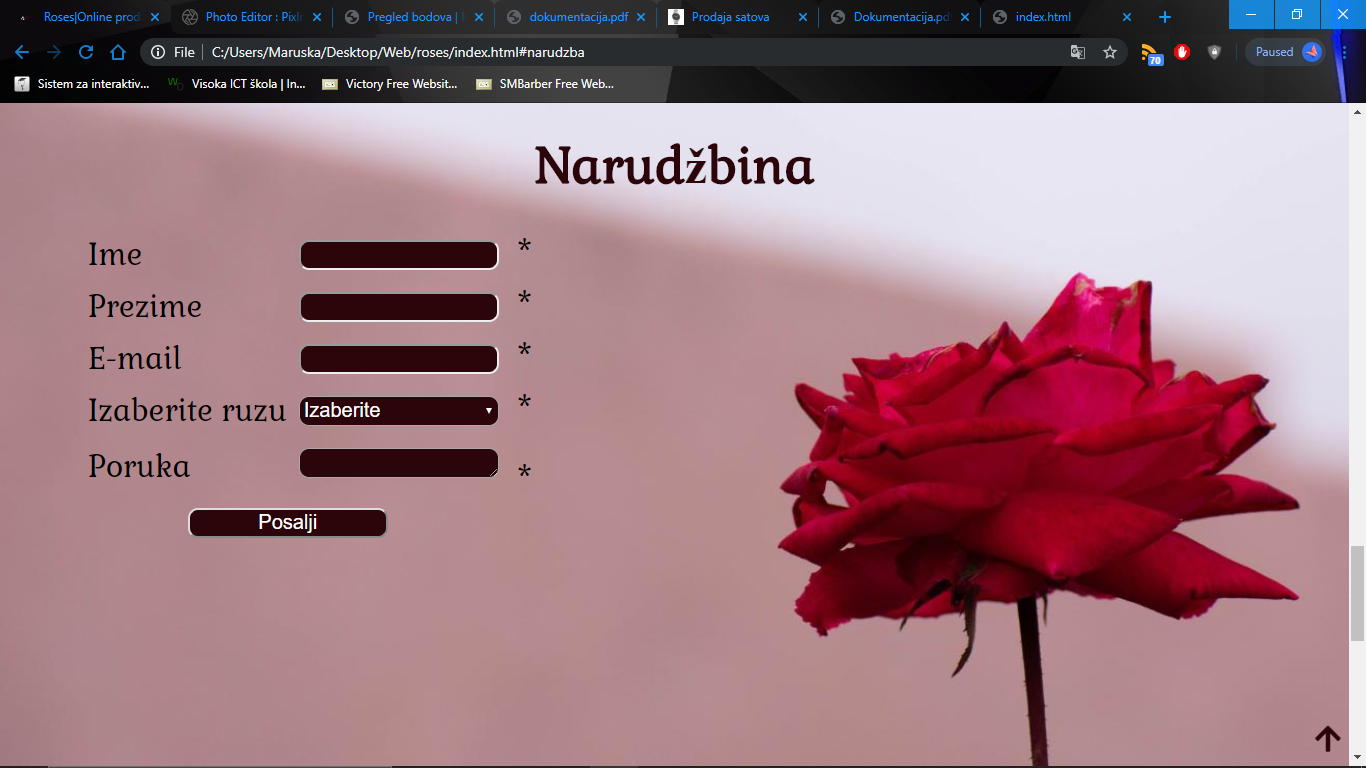 Roses|Online prod
Photo Editor : Pixlr
Pregled bodova |
dokumentacija.pdf
Prodaja satova
Dokumentacija.pd
index.html
File
C:/Users/Maruska/Desktop/Web/roses/index.html#narudzba
70
Paused
Sistem za interaktiv...
Visoka ICT škola | In...
Victory Free Websit...
SMBarber Free Web...
Narudžbina
Ime *
Prezime *
E-mail *
Izaberite ruzu Izaberite *
Poruka *
Posalji